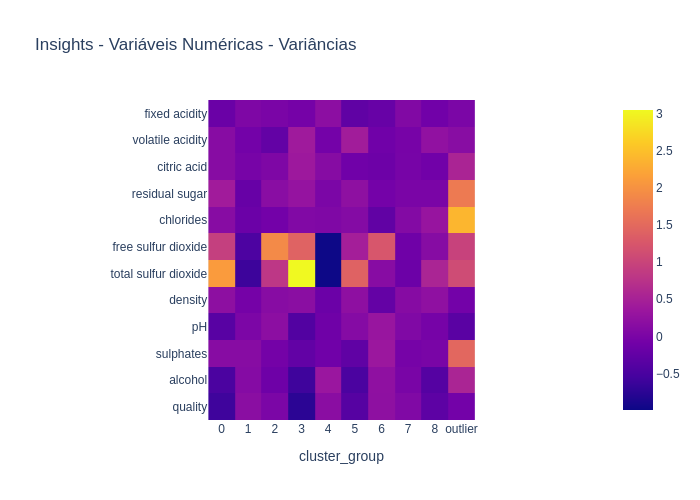 Insights - Variáveis Numéricas - Variâncias
fixed acidity
volatile acidity
citric acid
residual sugar
chlorides
free sulfur dioxide
total sulfur dioxide
density
pH
sulphates
alcohol
quality
0 1 2 3 4 5 6 7 8 outlier
cluster_group
3
2.5
2
1.5
1
0.5
0
−0.5